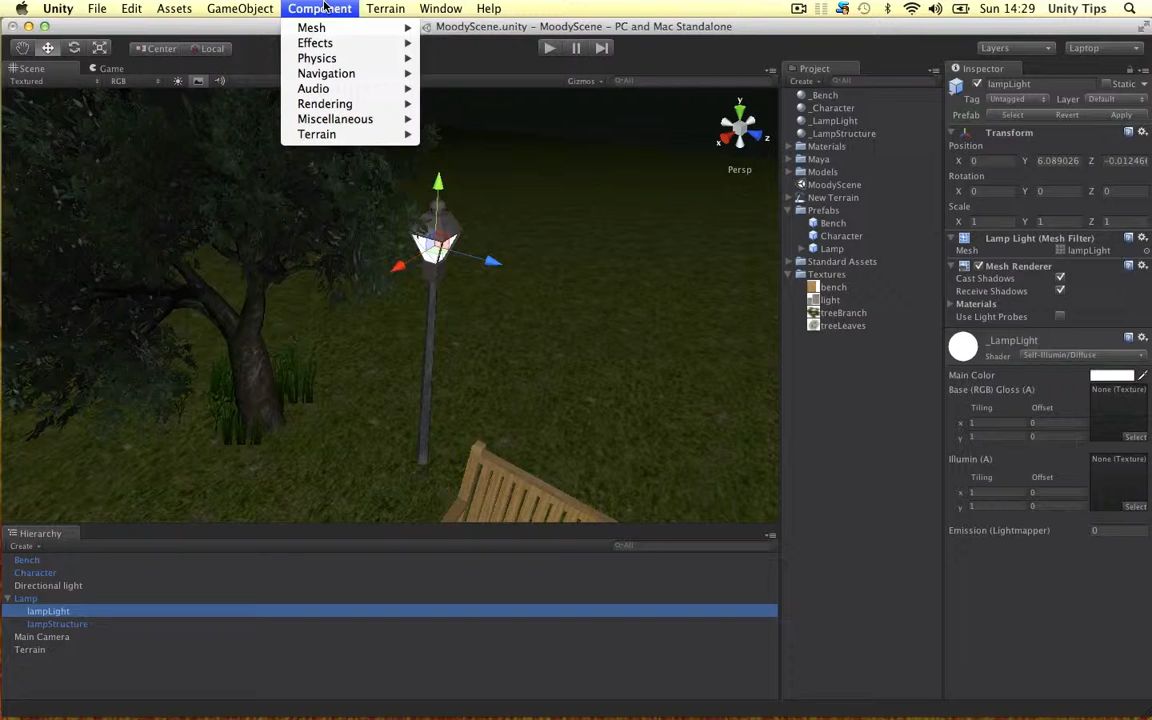 Unity File Edit Assets GameObject Component Terrain Window Help Sun 14:29 Unity Tips
MoodyScene.unity - MoodyScene - PC and Mac Standalone
Center Local Layers Laptop
Mesh
Effects
Physics
Navigation
Audio
Rendering
Miscellaneous
Terrain
Scene Game
Textured RGB Gizmos All
Persp
x y z
Project
Create All
_Bench
_Character
_LampLight
_LampStructure
Materials
Maya
Models
MoodyScene
New Terrain
Prefabs
Bench
Character
Lamp
Standard Assets
Textures
bench
light
treeBranch
treeLeaves
Inspector
lampLight Static
Tag Untagged Layer Default
Prefab Select Revert Apply
Transform
Position
X 0 Y 6.089026 Z -0.012466
Rotation
X 0 Y 0 Z 0
Scale
X 1 Y 1 Z 1
Lamp Light (Mesh Filter)
Mesh lampLight
Mesh Renderer
Cast Shadows
Receive Shadows
Materials
Use Light Probes
_LampLight
Shader Self-Illumin/Diffuse
Main Color
Base (RGB) Gloss (A) None (Texture)
Tiling Offset
x 1 0
y 1 0 Select
Illumin (A) None (Texture)
Tiling Offset
x 1 0
y 1 0 Select
Emission (Lightmapper) 0
Hierarchy
Create All
Bench
Character
Directional light
Lamp
lampLight
lampStructure
Main Camera
Terrain